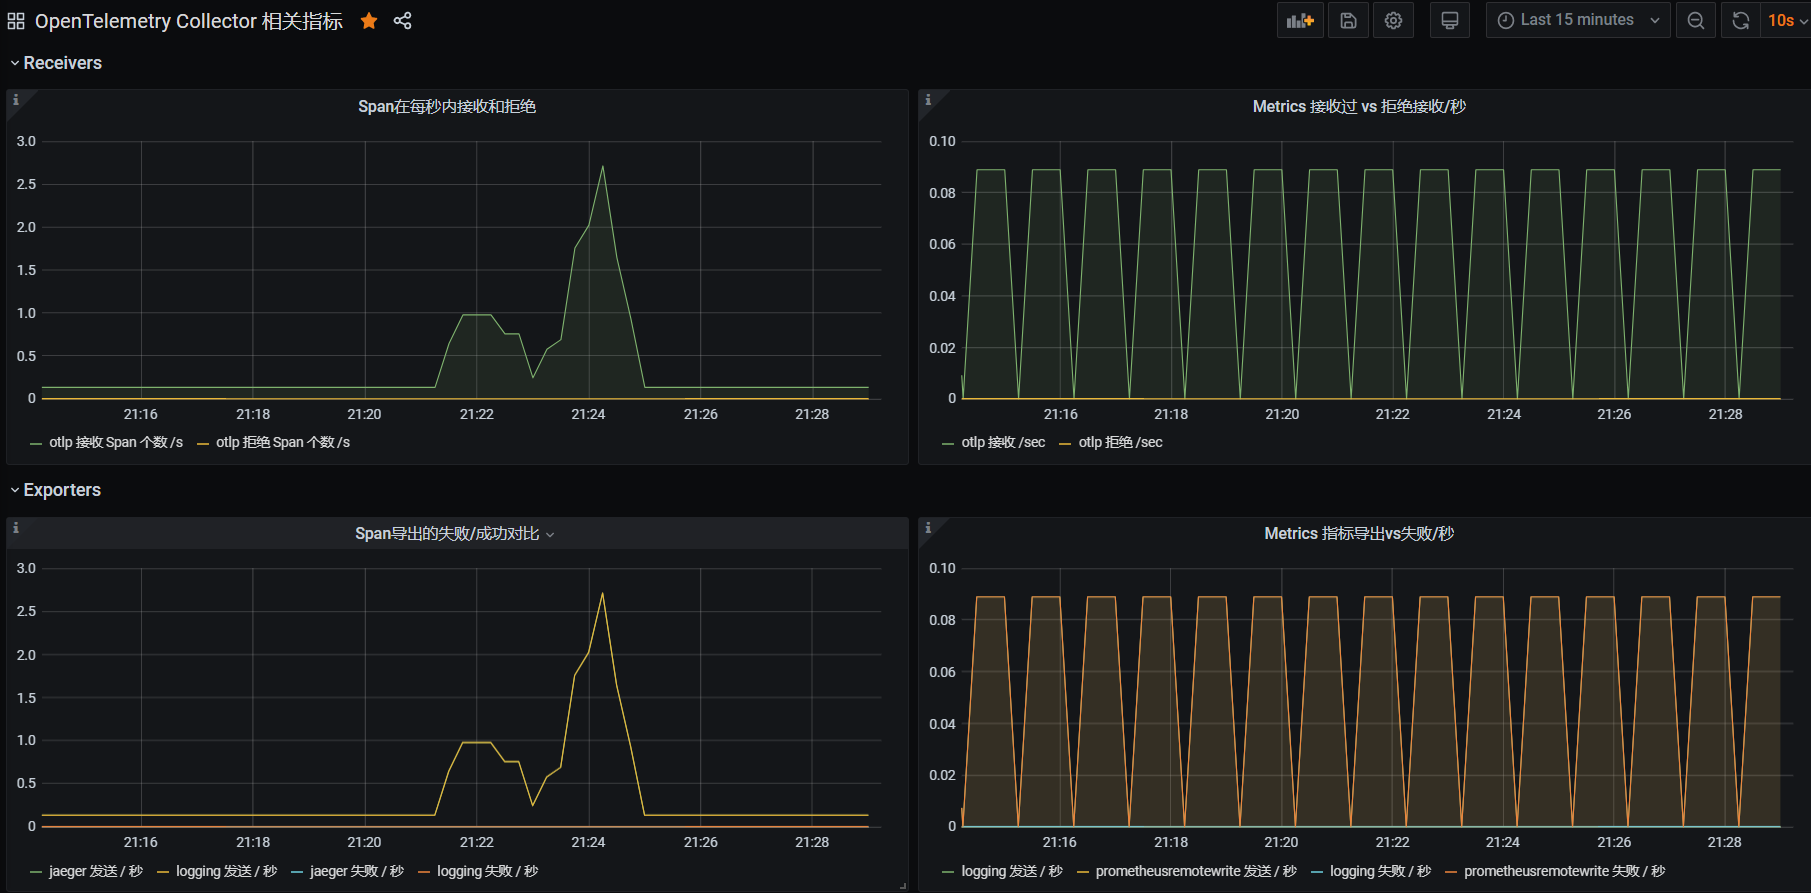 OpenTelemetry Collector 相关指标
Last 15 minutes
10s
Receivers
Span在每秒内接收和拒绝
3.0
2.5
2.0
1.5
1.0
0.5
0
21:16 21:18 21:20 21:22 21:24 21:26 21:28
otlp 接收 Span 个数 /s otlp 拒绝 Span 个数 /s
Metrics 接收过 vs 拒绝接收/秒
0.10
0.08
0.06
0.04
0.02
0
21:16 21:18 21:20 21:22 21:24 21:26 21:28
otlp 接收 /sec otlp 拒绝 /sec
Exporters
Span导出的失败/成功对比
3.0
2.5
2.0
1.5
1.0
0.5
0
21:16 21:18 21:20 21:22 21:24 21:26 21:28
jaeger 发送 / 秒 logging 发送 / 秒 jaeger 失败 / 秒 logging 失败 / 秒
Metrics 指标导出vs失败/秒
0.10
0.08
0.06
0.04
0.02
0
21:16 21:18 21:20 21:22 21:24 21:26 21:28
logging 发送 / 秒 prometheusremotewrite 发送 / 秒 logging 失败 / 秒 prometheusremotewrite 失败 / 秒